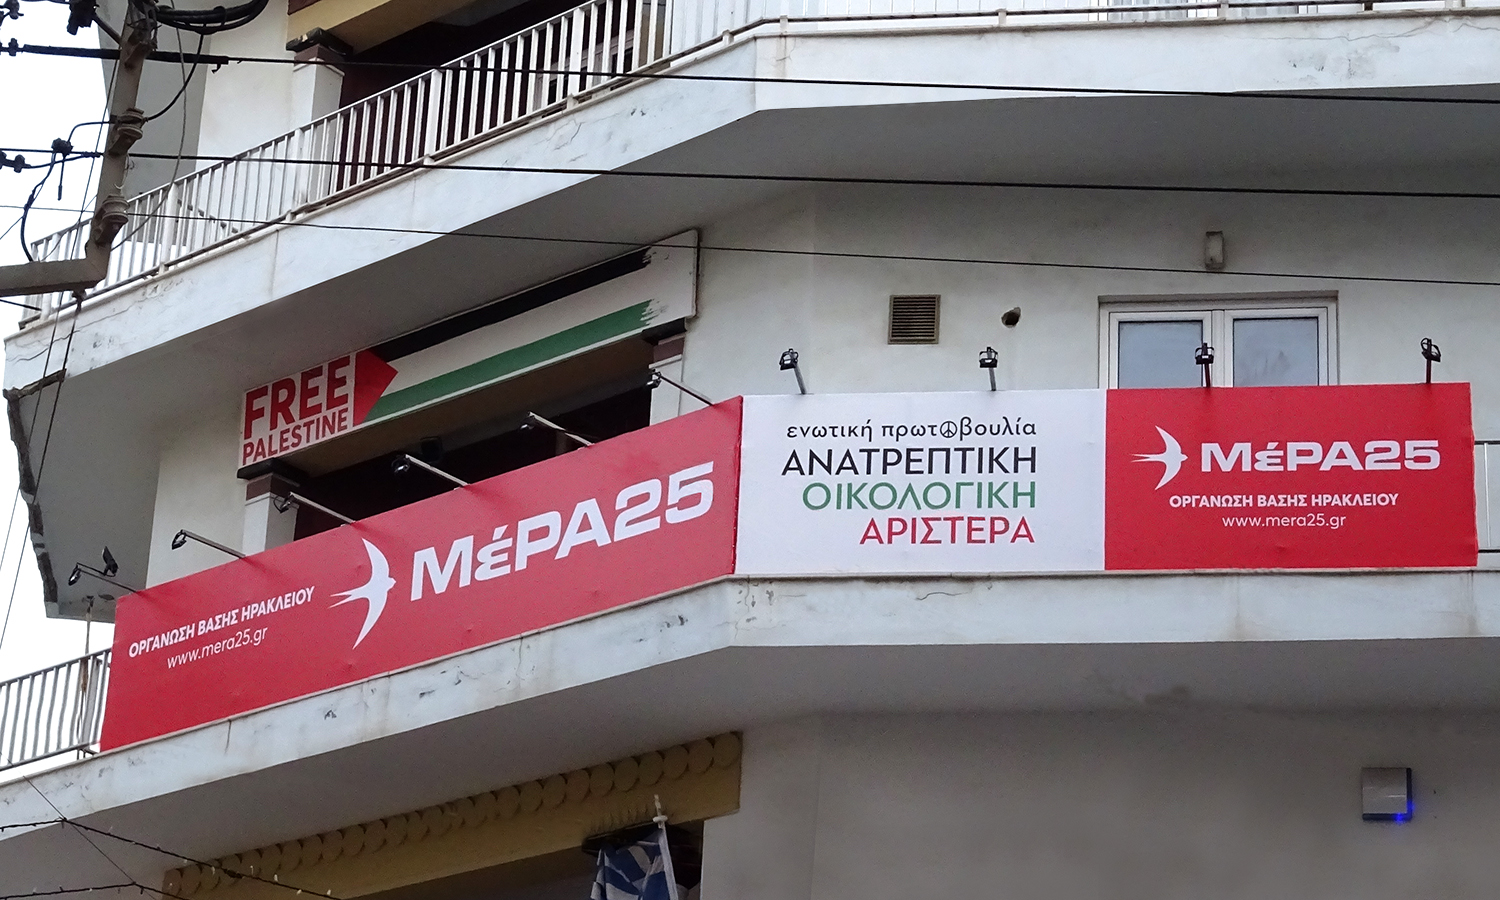 FREE
PALESTINE
ΟΡΓΑΝΩΣΗ ΒΑΣΗΣ ΗΡΑΚΛΕΙΟΥ
www.mera25.gr
ΜέΡΑ25
ενωτική πρωτοβουλία
ΑΝΑΤΡΕΠΤΙΚΗ
ΟΙΚΟΛΟΓΙΚΗ
ΑΡΙΣΤΕΡΑ
ΜέΡΑ25
ΟΡΓΑΝΩΣΗ ΒΑΣΗΣ ΗΡΑΚΛΕΙΟΥ
www.mera25.gr